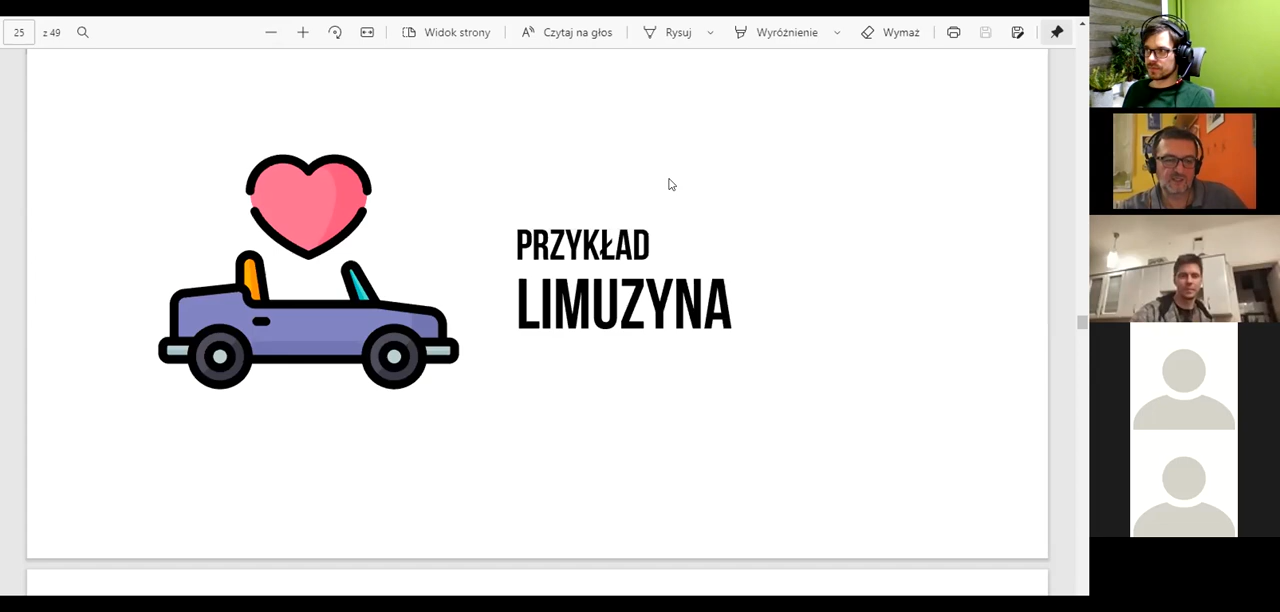 25 z 49 Widok strony Czytaj na głos Rysuj Wyróżnienie Wymaż
PRZYKŁAD
LIMUZYNA